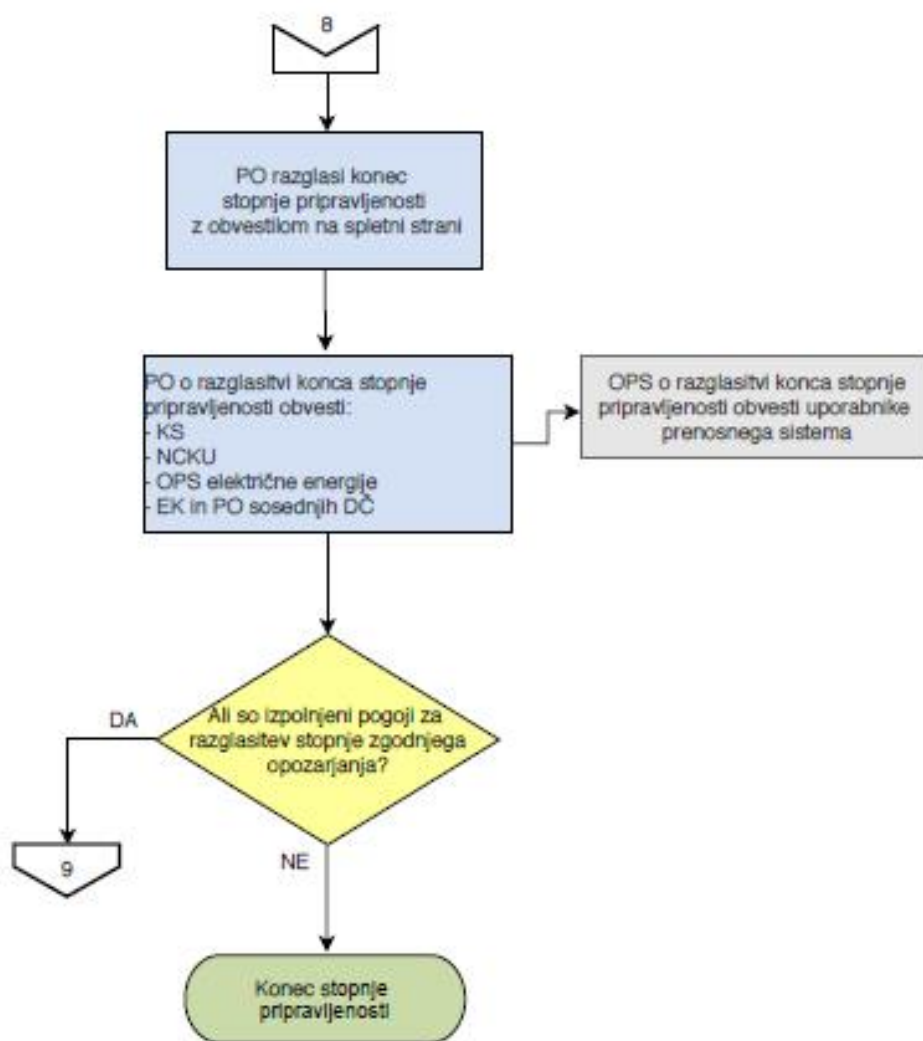 8
PO razglasi konec
stopnje pripravljenosti
z obvestilom na spletni strani
PO o razglasitvi konca stopnje
pripravljenosti obvesti:
- KS
- NCKU
- OPS električne energije
- EK in PO sosednjih DČ
OPS o razglasitvi konca stopnje
pripravljenosti obvesti uporabnike
prenosnega sistema
Ali so izpolnjeni pogoji za
razglasitev stopnje zgodnjega
opozarjanja?
DA
9
NE
Konec stopnje
pripravljenosti